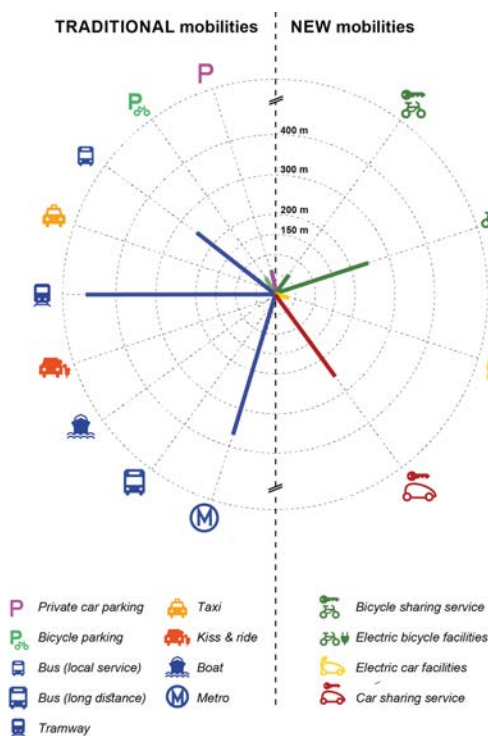 TRADITIONAL mobilities NEW mobilities
P
P
400 m
300 m
200 m
150 m
M
P Private car parking
Taxi
Bicycle sharing service
P Bicycle parking
Kiss & ride
Electric bicycle facilities
Bus (local service)
Boat
Electric car facilities
Bus (long distance)
M Metro
Car sharing service
Tramway